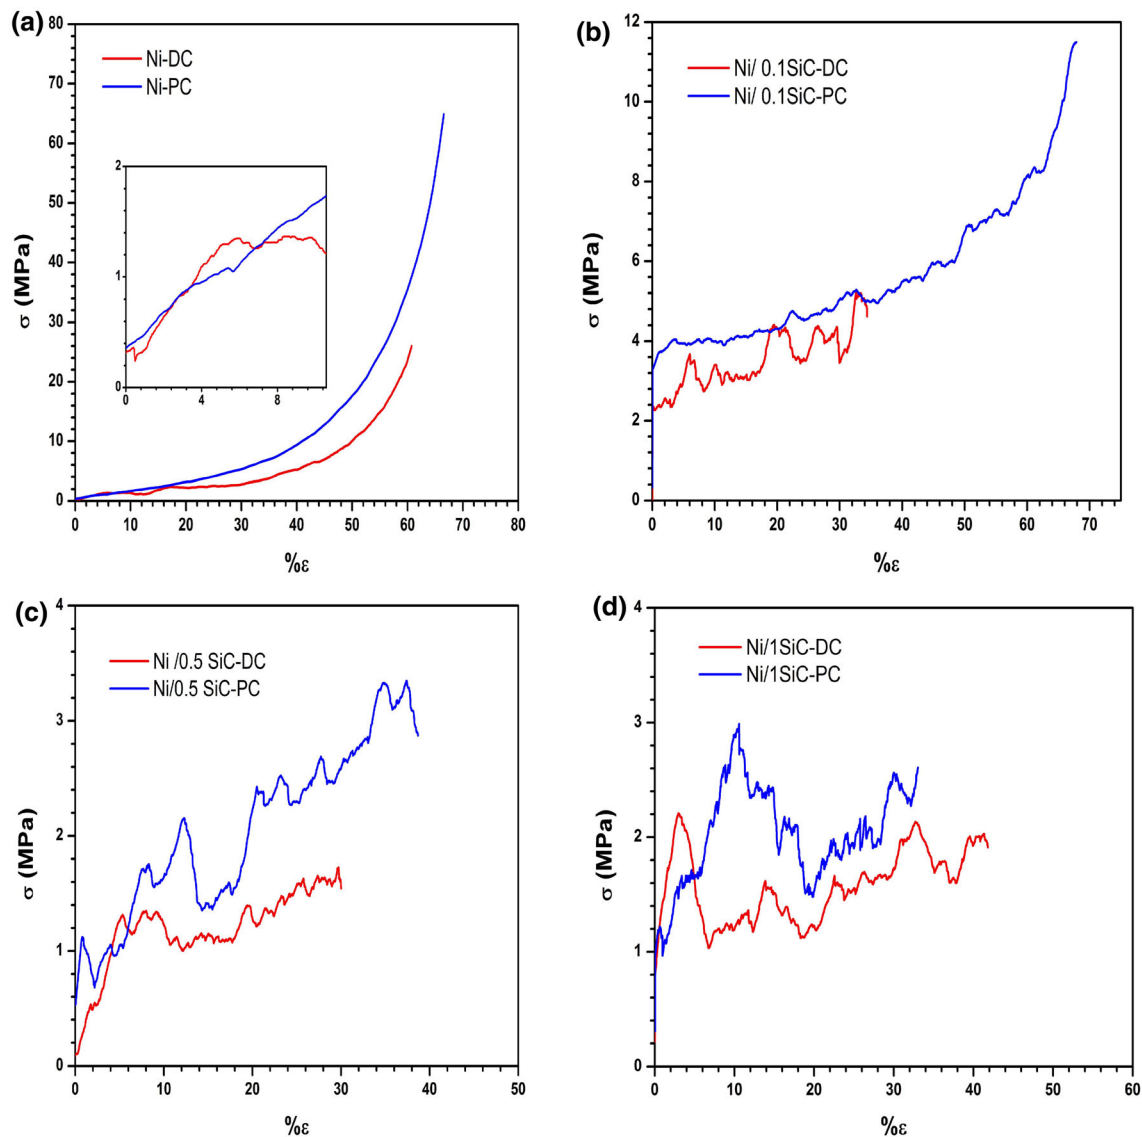 (a)
80
70
60
50
40
30
20
10
0
σ (MPa)
Ni-DC
Ni-PC
2
1
0
0 4 8
0 10 20 30 40 50 60 70 80
%ε
(b)
12
10
8
6
4
2
0
σ (MPa)
Ni/ 0.1SiC-DC
Ni/ 0.1SiC-PC
0 10 20 30 40 50 60 70
%ε
(c)
4
3
2
1
0
σ (MPa)
Ni /0.5 SiC-DC
Ni/0.5 SiC-PC
0 10 20 30 40 50
%ε
(d)
4
3
2
1
0
σ (MPa)
Ni/1SiC-DC
Ni/1SiC-PC
0 10 20 30 40 50 60
%ε